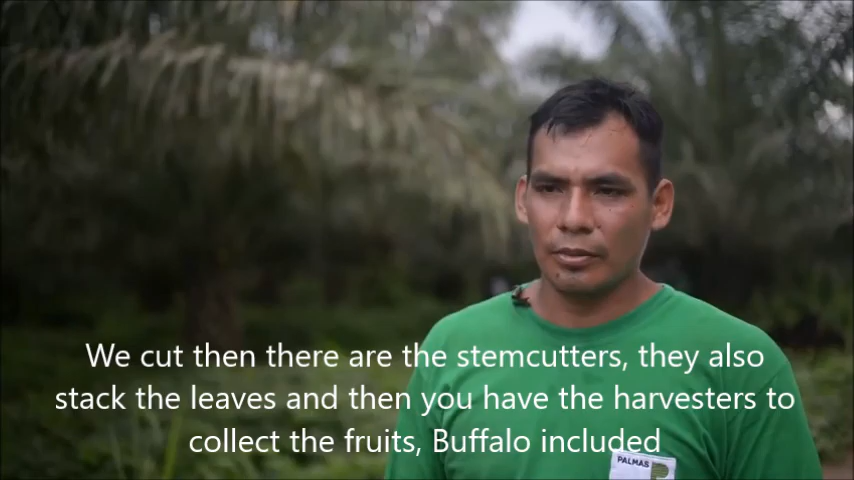 We cut then there are the stemcutters, they also
stack the leaves and then you have the harvesters to
collect the fruits, Buffalo included
PALMAS